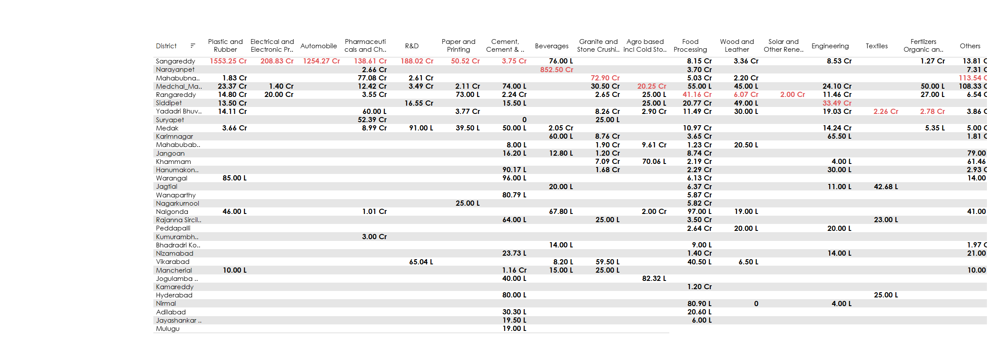 District Plastic and Rubber Electrical and Electronic Pr.. Automobile Pharmaceuti cals and Ch.. R&D Paper and Printing Cement, Cement & .. Beverages Granite and Stone Crushi.. Agro based incl Cold Sto.. Food Processing Wood and Leather Solar and Other Rene.. Engineering Textiles Fertlizers Organic an.. Others
Sangareddy 1553.25 Cr 208.83 Cr 1254.27 Cr 138.61 Cr 188.02 Cr 50.52 Cr 3.75 Cr 76.00 L 8.15 Cr 3.36 Cr 8.53 Cr 1.27 Cr 13.81 C
Narayanpet 2.66 Cr 852.50 Cr 3.70 Cr 7.31 C
Mahabubna.. 1.83 Cr 77.08 Cr 2.61 Cr 72.90 Cr 5.03 Cr 2.20 Cr 113.54 C
Medchal_Ma.. 23.37 Cr 1.40 Cr 12.42 Cr 3.49 Cr 2.11 Cr 74.00 L 30.50 Cr 20.25 Cr 55.00 L 45.00 L 24.10 Cr 50.00 L 108.33 C
Rangareddy 14.80 Cr 20.00 Cr 3.55 Cr 73.00 L 2.24 Cr 2.65 Cr 25.00 L 41.16 Cr 6.07 Cr 2.00 Cr 11.46 Cr 27.00 L 6.54 C
Siddipet 13.50 Cr 16.55 Cr 15.50 L 25.00 L 20.77 Cr 49.00 L 33.49 Cr
Yadadri Bhuv.. 14.11 Cr 60.00 L 3.77 Cr 8.26 Cr 2.90 Cr 11.49 Cr 30.00 L 19.03 Cr 2.26 Cr 2.78 Cr 3.86 C
Suryapet 52.39 Cr 0 25.00 L
Medak 3.66 Cr 8.99 Cr 91.00 L 39.50 L 50.00 L 2.05 Cr 10.97 Cr 14.24 Cr 5.35 L 5.00 C
Karimnagar 60.00 L 8.76 Cr 3.65 Cr 65.50 L 1.81 C
Mahabubab.. 8.00 L 1.90 Cr 9.61 Cr 1.23 Cr 20.50 L
Jangoan 16.20 L 12.80 L 1.20 Cr 8.74 Cr 79.00
Khammam 7.09 Cr 70.06 L 2.19 Cr 4.00 L 61.46
Hanumakon.. 90.17 L 1.68 Cr 2.29 Cr 30.00 L 2.93 C
Warangal 85.00 L 96.00 L 6.13 Cr 14.00
Jagtial 20.00 L 6.37 Cr 11.00 L 42.68 L
Wanaparthy 80.79 L 5.87 Cr
Nagarkurnool 25.00 L 5.82 Cr
Nalgonda 46.00 L 1.01 Cr 67.80 L 2.00 Cr 97.00 L 19.00 L 41.00
Rajanna Sircil.. 64.00 L 25.00 L 3.50 Cr 23.00 L
Peddapalli 2.64 Cr 20.00 L 20.00 L
Kumurambh.. 3.00 Cr
Bhadradri Ko.. 14.00 L 9.00 L 1.97 C
Nizamabad 23.73 L 1.40 Cr 14.00 L 21.00
Vikarabad 65.04 L 8.20 L 59.50 L 40.50 L 6.50 L
Mancherial 10.00 L 1.16 Cr 15.00 L 25.00 L 10.00
Jogulamba .. 40.00 L 82.32 L
Kamareddy 1.20 Cr
Hyderabad 80.00 L 25.00 L
Nirmal 80.90 L 0 4.00 L
Adilabad 30.30 L 20.60 L
Jayashankar .. 19.50 L 6.00 L
Mulugu 19.00 L